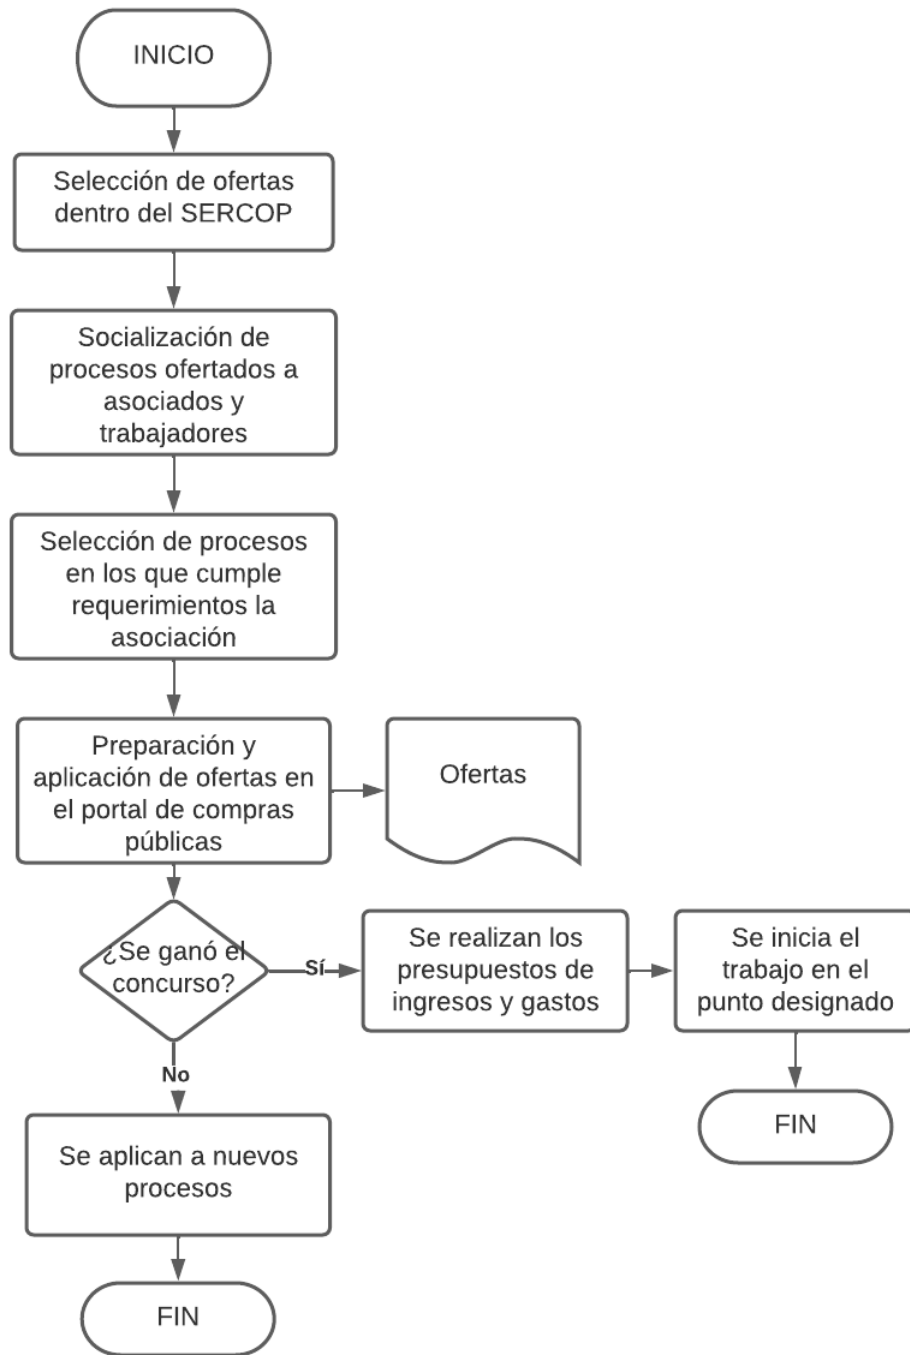 INICIO
Selección de ofertas
dentro del SERCOP
Socialización de
procesos ofertados a
asociados y
trabajadores
Selección de procesos
en los que cumple
requerimientos la
asociación
Preparación y
aplicación de ofertas en
el portal de compras
públicas
Ofertas
¿Se ganó el
concurso?
Sí
Se realizan los
presupuestos de
ingresos y gastos
Se inicia el
trabajo en el
punto designado
FIN
No
Se aplican a nuevos
procesos
FIN